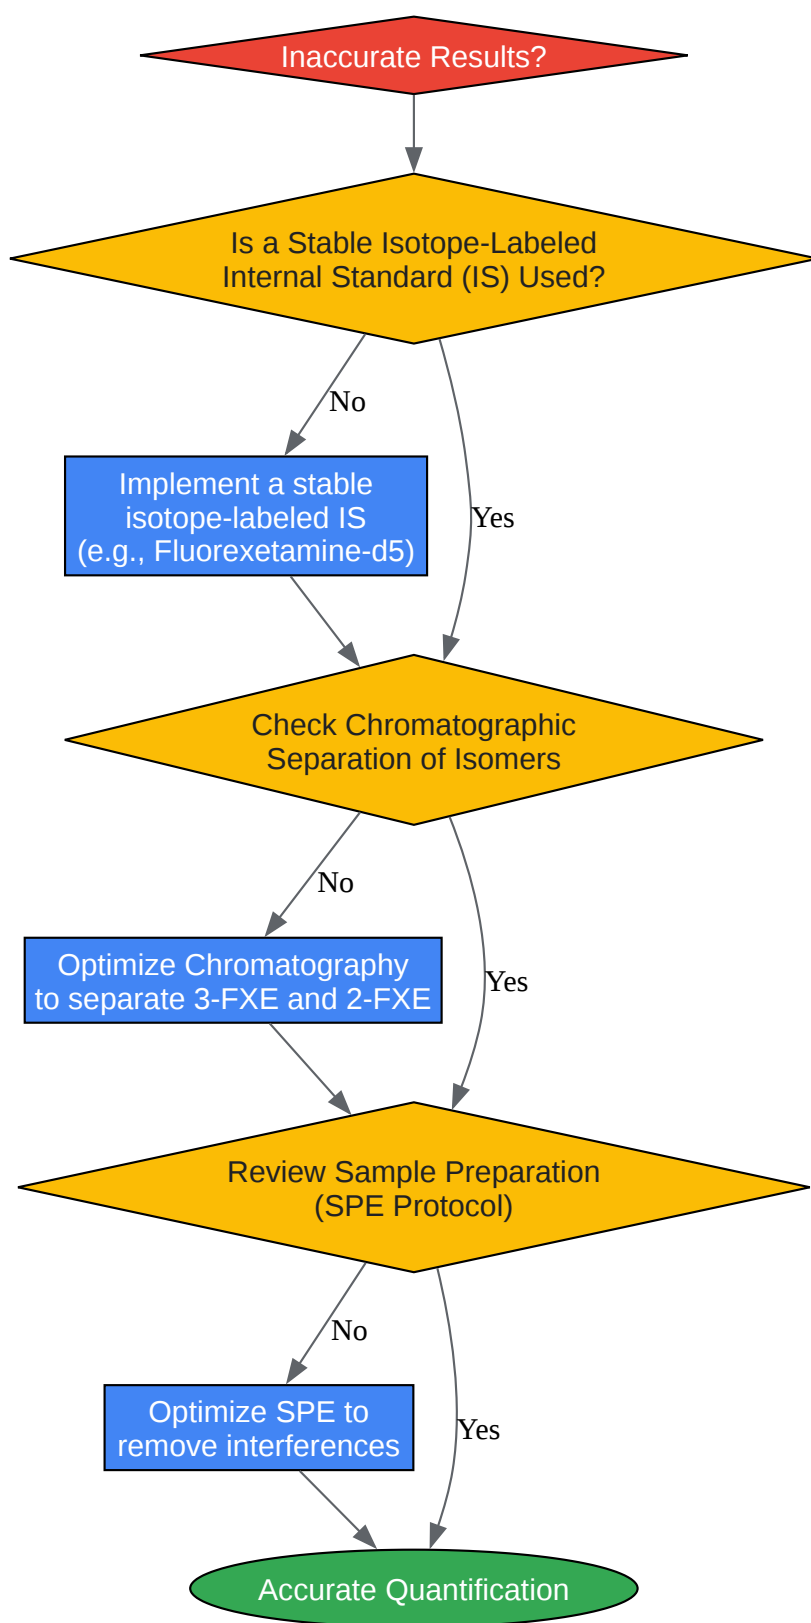 Inaccurate Results?
Is a Stable Isotope-Labeled
Internal Standard (IS) Used?
No
Yes
Implement a stable
isotope-labeled IS
(e.g., Fluorexetamine-d5)
Check Chromatographic
Separation of Isomers
No
Yes
Optimize Chromatography
to separate 3-FXE and 2-FXE
Review Sample Preparation
(SPE Protocol)
No
Yes
Optimize SPE to
remove interferences
Accurate Quantification